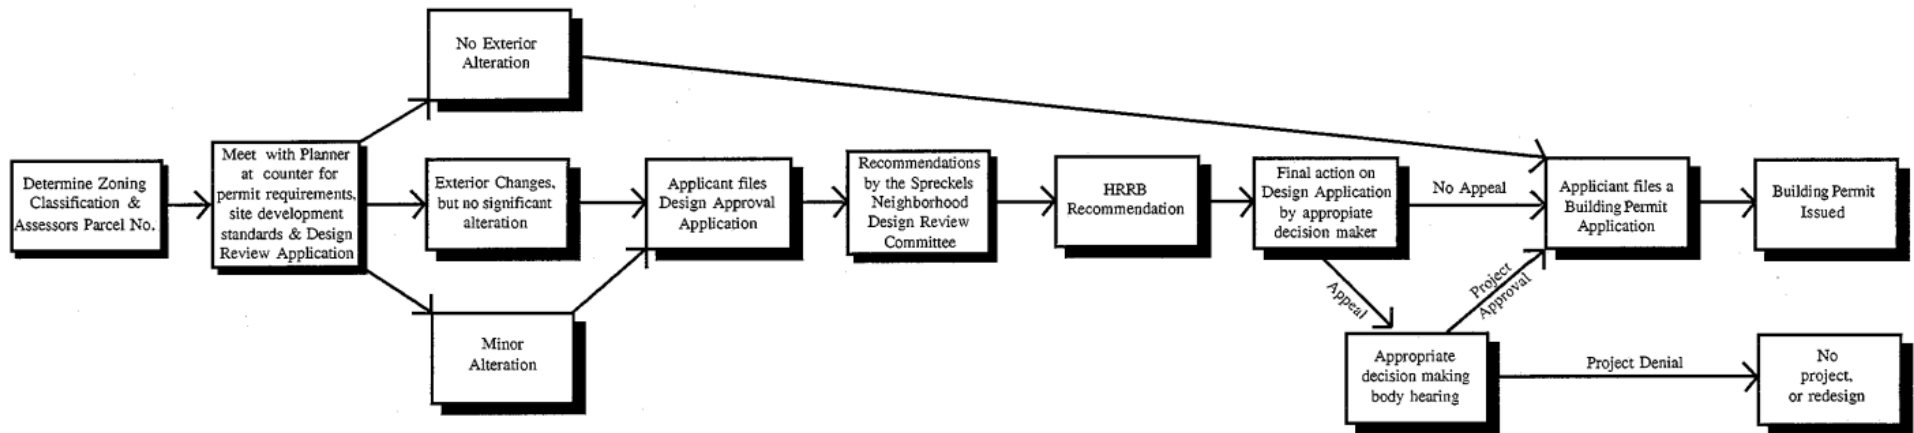 No Exterior
Alteration
Determine Zoning
Classification &
Assessors Parcel No.
Meet with Planner
at counter for
permit requirements,
site development
standards & Design
Review Application
Exterior Changes,
but no significant
alteration
Minor
Alteration
Applicant files
Design Approval
Application
Recommendations
by the Spreckels
Neighborhood
Design Review
Committee
HRRB
Recommendation
Final action on
Design Application
by appropiate
decision maker
No Appeal
Appeal
Project
Approval
Appliciant files a
Building Permit
Application
Building Permit
Issued
Appropriate
decision making
body hearing
Project Denial
No
project,
or redesign